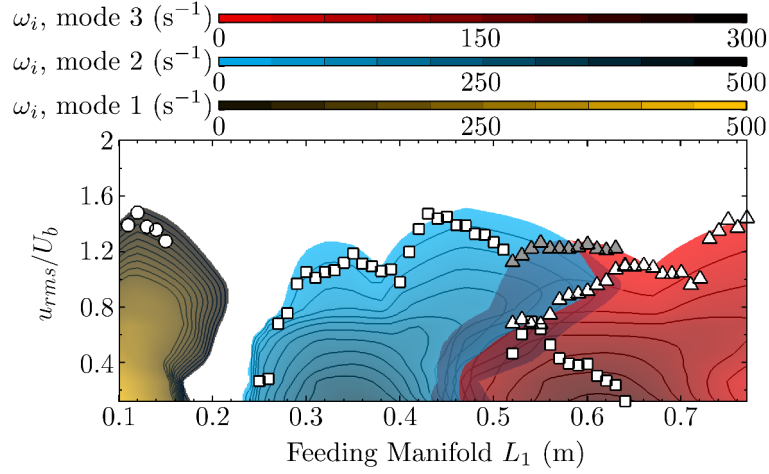 ωᵢ, mode 3 (s⁻¹)
0 150 300
ωᵢ, mode 2 (s⁻¹)
0 250 500
ωᵢ, mode 1 (s⁻¹)
0 250 500
2
1.6
1.2
0.8
0.4
u_rms/U_b
0.1 0.2 0.3 0.4 0.5 0.6 0.7
Feeding Manifold L₁ (m)